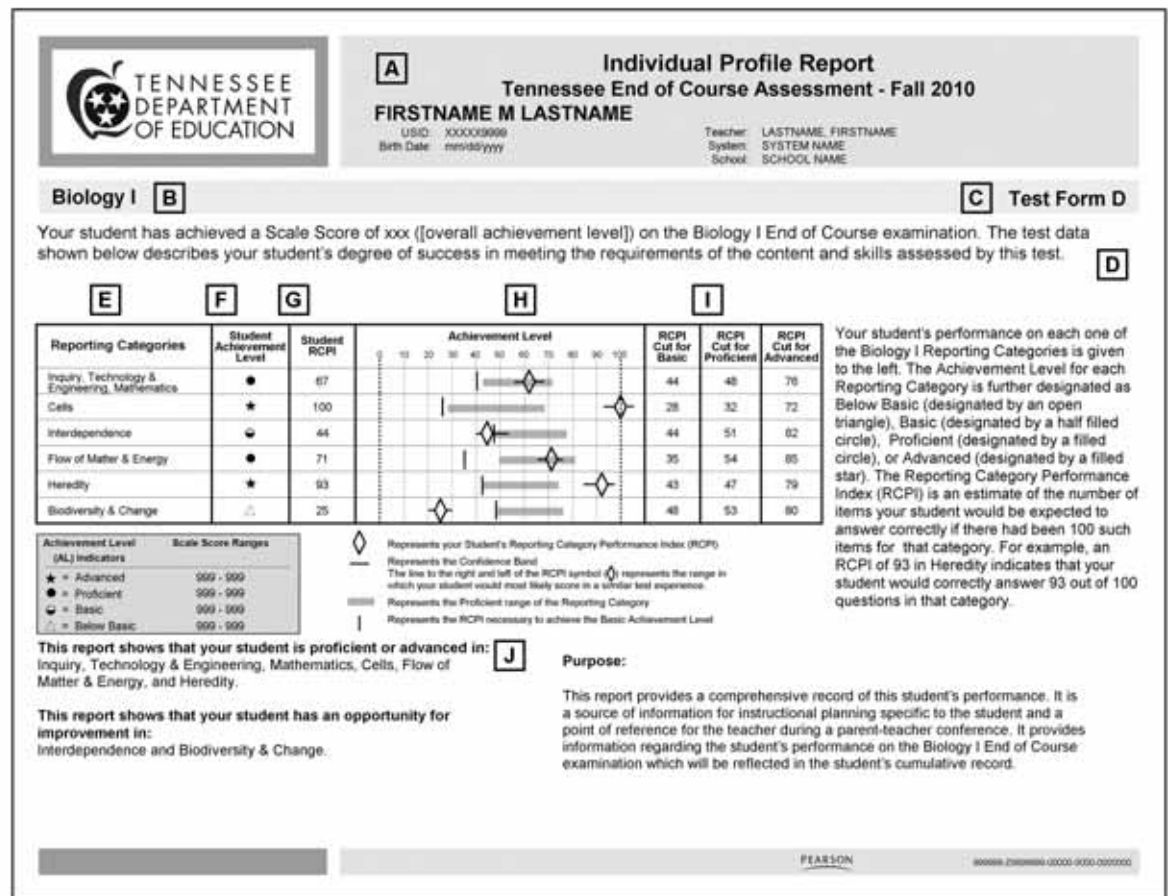 TENNESSEE
DEPARTMENT
OF EDUCATION
A
Individual Profile Report
Tennessee End of Course Assessment - Fall 2010
FIRSTNAME M LASTNAME
USID: XXXXX9999
Birth Date: mm/dd/yyyy
Teacher: LASTNAME, FIRSTNAME
System: SYSTEM NAME
School: SCHOOL NAME
Biology I B
C Test Form D
Your student has achieved a Scale Score of xxx ([overall achievement level]) on the Biology I End of Course examination. The test data
shown below describes your student's degree of success in meeting the requirements of the content and skills assessed by this test.
D
E F G H I
Reporting Categories
Student Achievement Level
Student RCPI
Achievement Level
0 10 20 30 40 50 60 70 80 90 100
RCPI Cut for Basic
RCPI Cut for Proficient
RCPI Cut for Advanced
Inquiry, Technology & Engineering, Mathematics ● 67 44 48 76
Cells ★ 100 28 32 72
Interdependence ◒ 44 44 51 82
Flow of Matter & Energy ● 71 35 54 85
Heredity ★ 93 43 47 79
Biodiversity & Change △ 25 48 53 80
Your student's performance on each one of
the Biology I Reporting Categories is given
to the left. The Achievement Level for each
Reporting Category is further designated as
Below Basic (designated by an open
triangle), Basic (designated by a half filled
circle), Proficient (designated by a filled
circle), or Advanced (designated by a filled
star). The Reporting Category Performance
Index (RCPI) is an estimate of the number of
items your student would be expected to
answer correctly if there had been 100 such
items for that category. For example, an
RCPI of 93 in Heredity indicates that your
student would correctly answer 93 out of 100
questions in that category.
Achievement Level (AL) Indicators
Scale Score Ranges
★ = Advanced 999 - 999
● = Proficient 999 - 999
◒ = Basic 999 - 999
△ = Below Basic 999 - 999
Represents your Student's Reporting Category Performance Index (RCPI)
Represents the Confidence Band
The line to the right and left of the RCPI symbol (◊) represents the range in
which your student would most likely score in a similar test experience.
Represents the Proficient range of the Reporting Category
Represents the RCPI necessary to achieve the Basic Achievement Level
This report shows that your student is proficient or advanced in:
Inquiry, Technology & Engineering, Mathematics, Cells, Flow of
Matter & Energy, and Heredity.
This report shows that your student has an opportunity for
improvement in:
Interdependence and Biodiversity & Change.
J
Purpose:
This report provides a comprehensive record of this student's performance. It is
a source of information for instructional planning specific to the student and a
point of reference for the teacher during a parent-teacher conference. It provides
information regarding the student's performance on the Biology I End of Course
examination which will be reflected in the student's cumulative record.
PEARSON